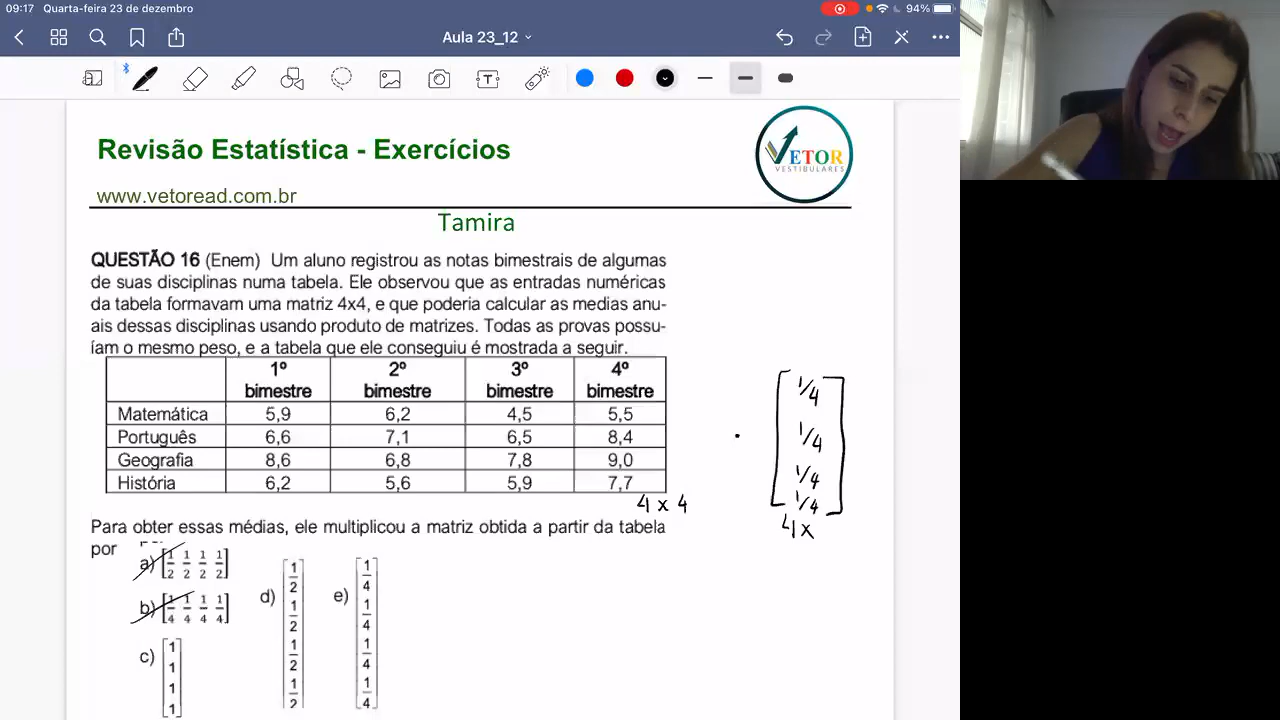 09:17 Quarta-feira 23 de dezembro
94%
Aula 23_12
T
Revisão Estatística - Exercícios
VETOR
VESTIBULARES
www.vetoread.com.br
Tamira
QUESTÃO 16 (Enem) Um aluno registrou as notas bimestrais de algumas
de suas disciplinas numa tabela. Ele observou que as entradas numéricas
da tabela formavam uma matriz 4x4, e que poderia calcular as medias anu-
ais dessas disciplinas usando produto de matrizes. Todas as provas possu-
íam o mesmo peso, e a tabela que ele conseguiu é mostrada a seguir.
1º bimestre 2º bimestre 3º bimestre 4º bimestre
Matemática 5,9 6,2 4,5 5,5
Português 6,6 7,1 6,5 8,4
Geografia 8,6 6,8 7,8 9,0
História 6,2 5,6 5,9 7,7
4 x 4
. [1/4
1/4
1/4
1/4]
4 x
Para obter essas médias, ele multiplicou a matriz obtida a partir da tabela
por
a) [1/2 1/2 1/2 1/2]
b) [1/4 1/4 1/4 1/4]
c) [1
1
1
1]
d) [1/2
1/2
1/2
1/2]
e) [1/4
1/4
1/4
1/4]